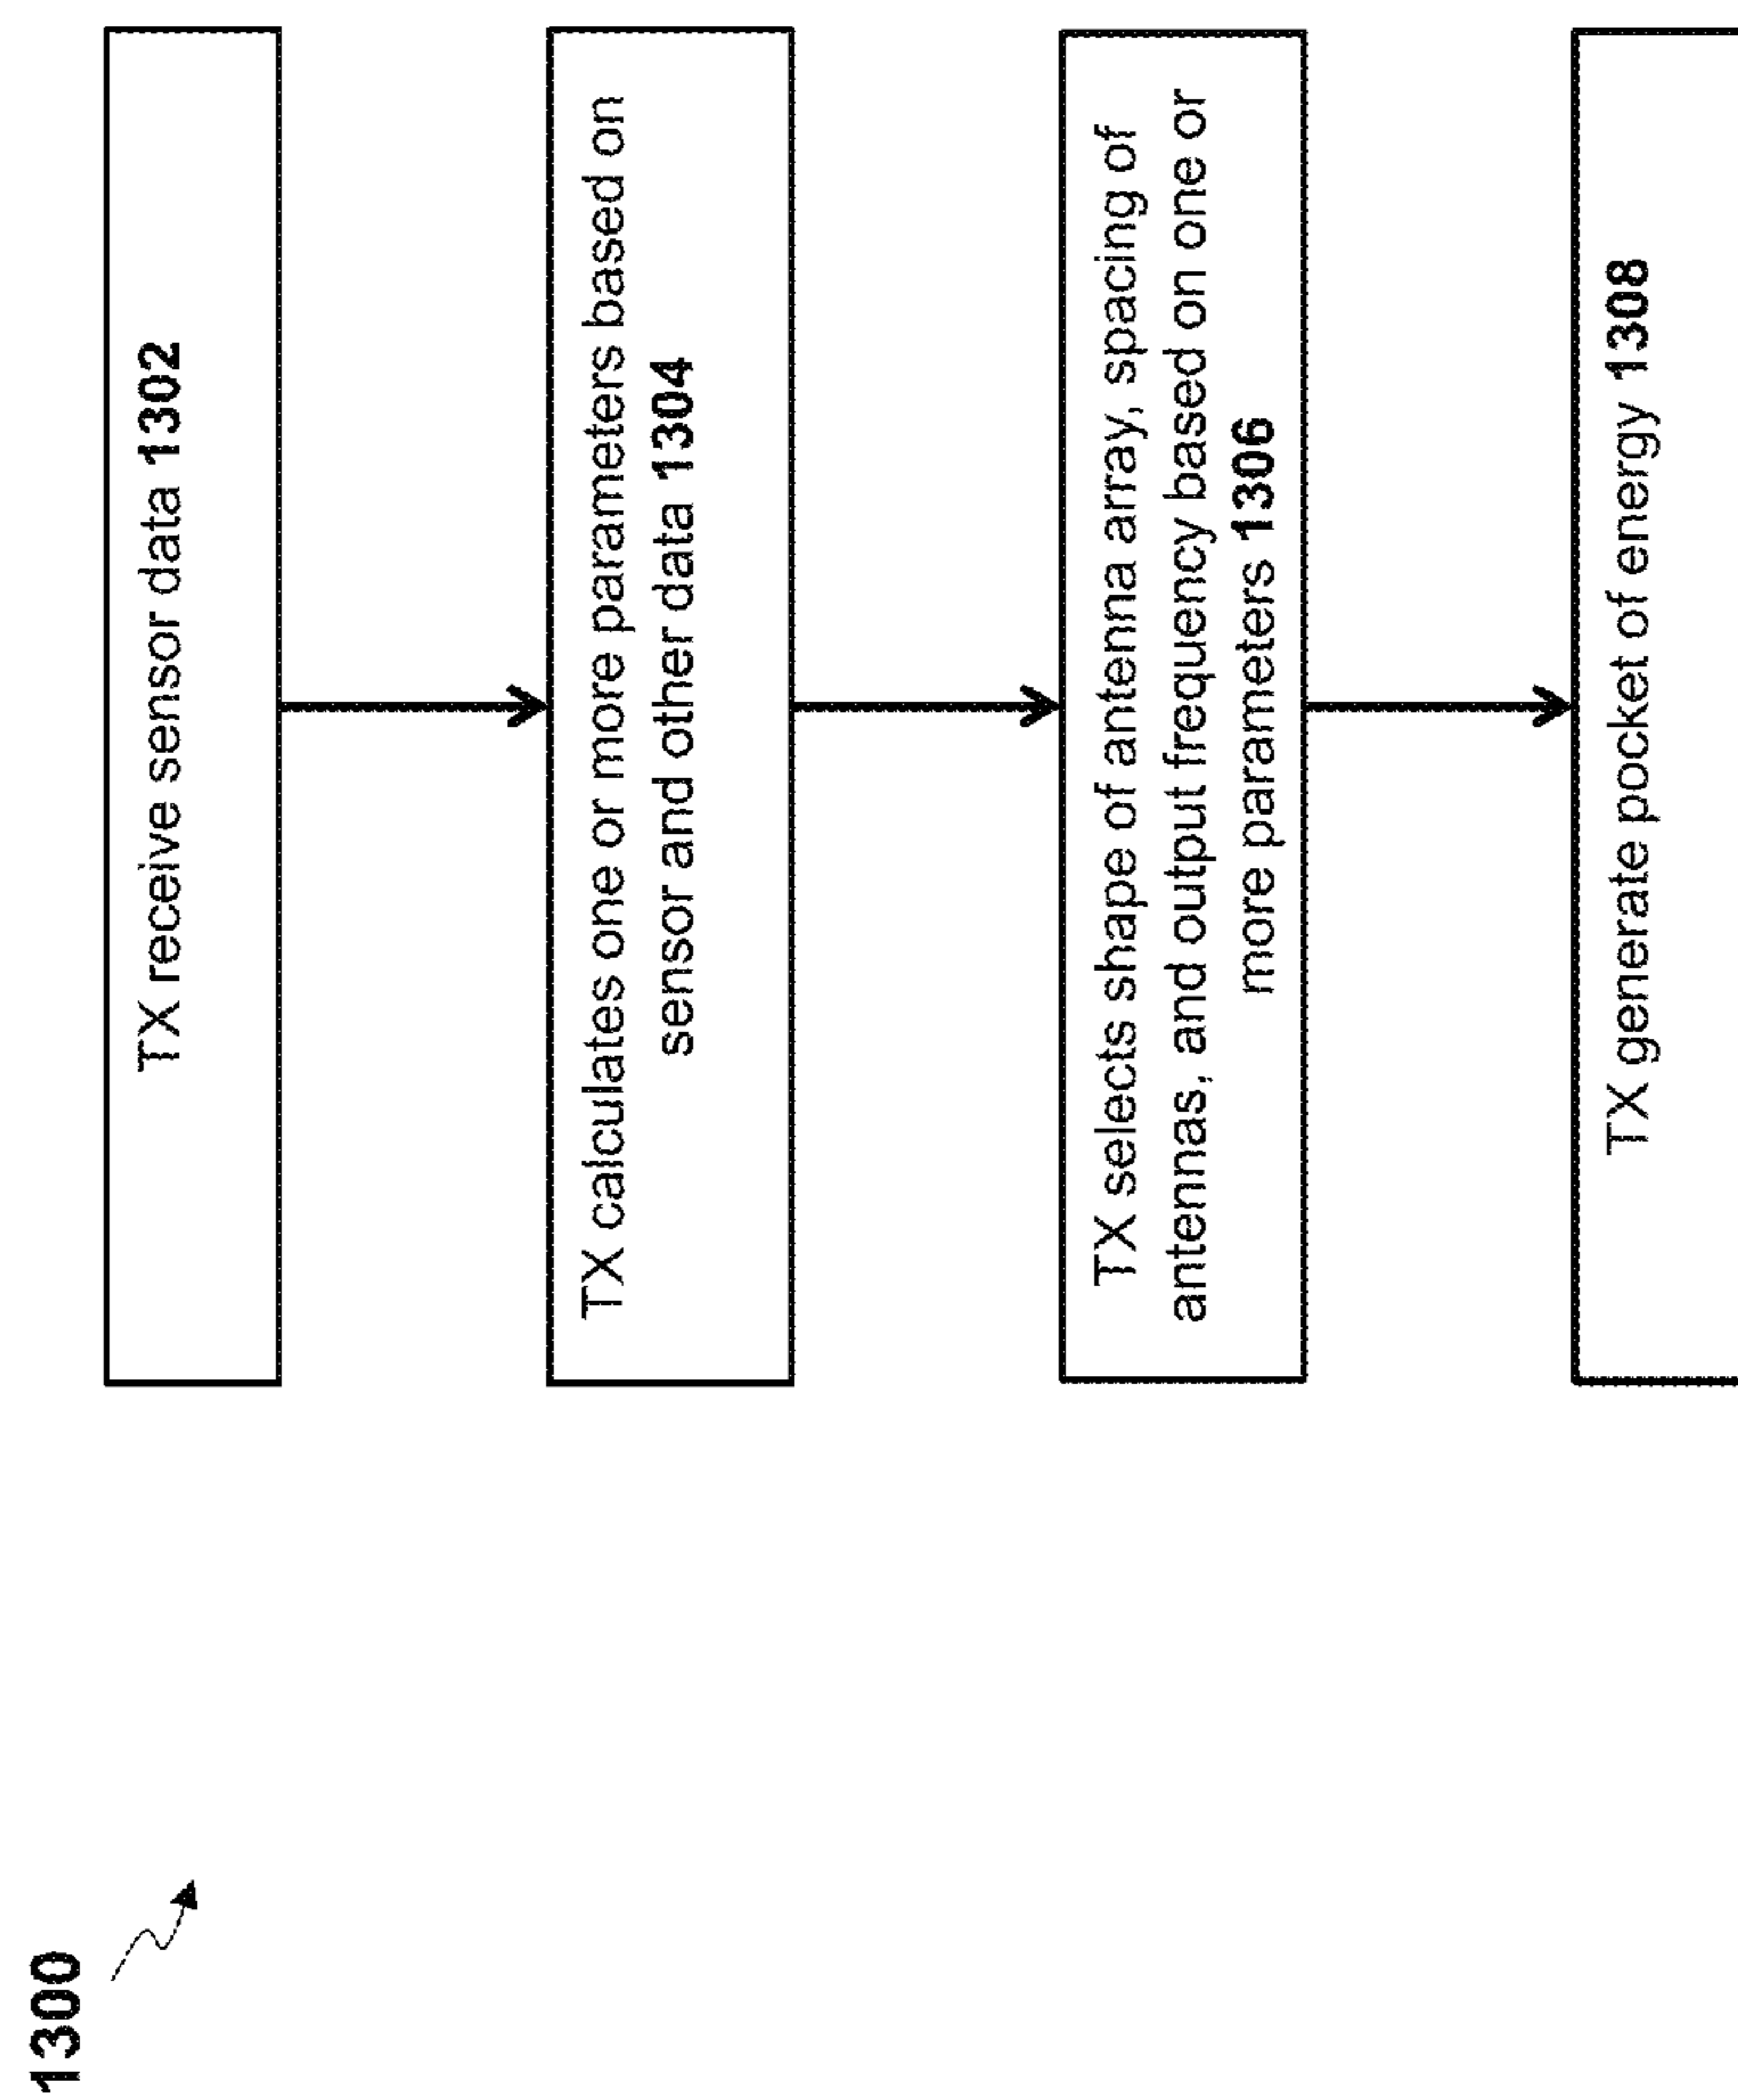 1300
TX receive sensor data 1302
TX calculates one or more parameters based on
sensor and other data 1304
TX selects shape of antenna array, spacing of
antennas, and output frequency based on one or
more parameters 1306
TX generate pocket of energy 1308